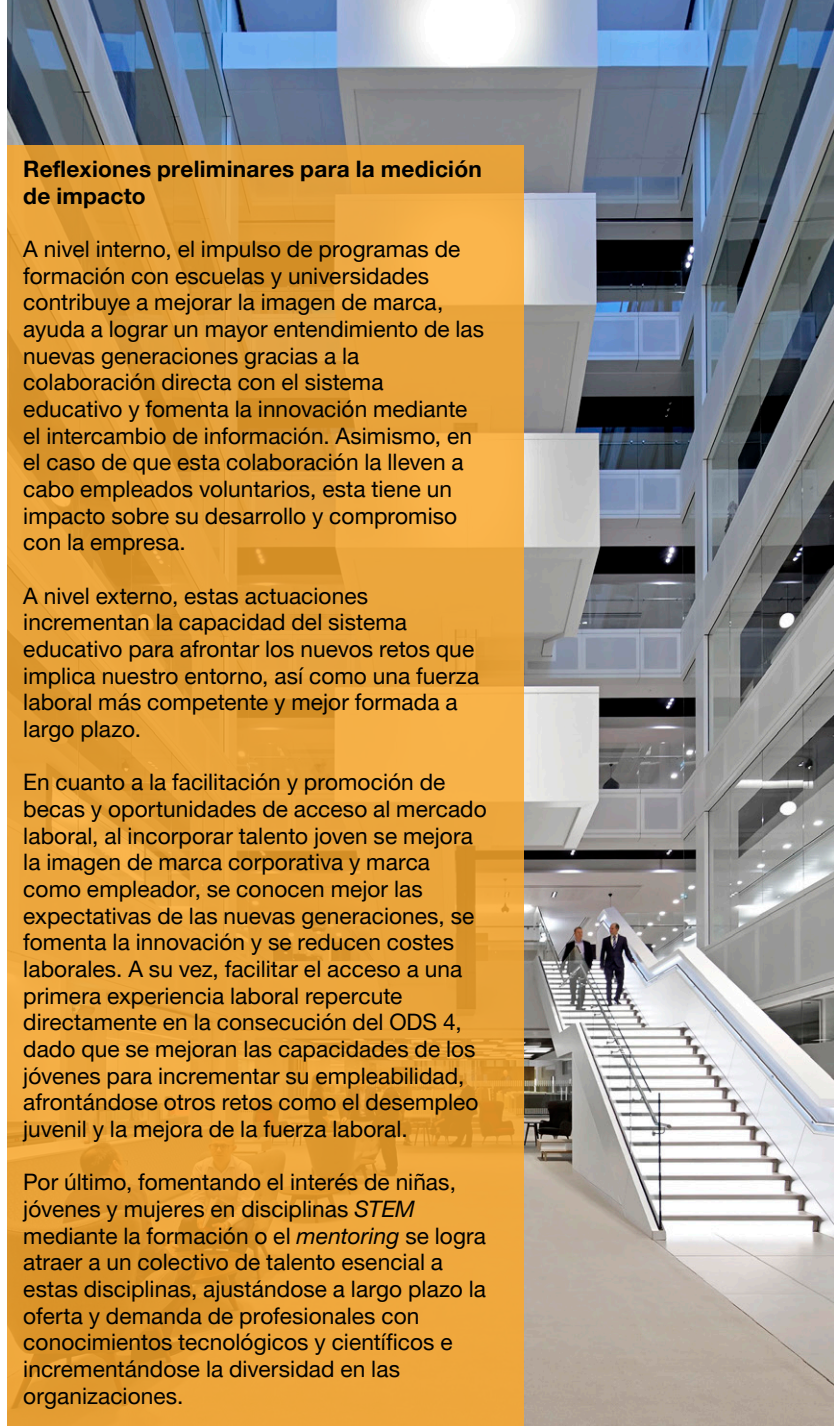 Reflexiones preliminares para la medición
de impacto
A nivel interno, el impulso de programas de
formación con escuelas y universidades
contribuye a mejorar la imagen de marca,
ayuda a lograr un mayor entendimiento de las
nuevas generaciones gracias a la
colaboración directa con el sistema
educativo y fomenta la innovación mediante
el intercambio de información. Asimismo, en
el caso de que esta colaboración la lleven a
cabo empleados voluntarios, esta tiene un
impacto sobre su desarrollo y compromiso
con la empresa.
A nivel externo, estas actuaciones
incrementan la capacidad del sistema
educativo para afrontar los nuevos retos que
implica nuestro entorno, así como una fuerza
laboral más competente y mejor formada a
largo plazo.
En cuanto a la facilitación y promoción de
becas y oportunidades de acceso al mercado
laboral, al incorporar talento joven se mejora
la imagen de marca corporativa y marca
como empleador, se conocen mejor las
expectativas de las nuevas generaciones, se
fomenta la innovación y se reducen costes
laborales. A su vez, facilitar el acceso a una
primera experiencia laboral repercute
directamente en la consecución del ODS 4,
dado que se mejoran las capacidades de los
jóvenes para incrementar su empleabilidad,
afrontándose otros retos como el desempleo
juvenil y la mejora de la fuerza laboral.
Por último, fomentando el interés de niñas,
jóvenes y mujeres en disciplinas STEM
mediante la formación o el mentoring se logra
atraer a un colectivo de talento esencial a
estas disciplinas, ajustándose a largo plazo la
oferta y demanda de profesionales con
conocimientos tecnológicos y científicos e
incrementándose la diversidad en las
organizaciones.